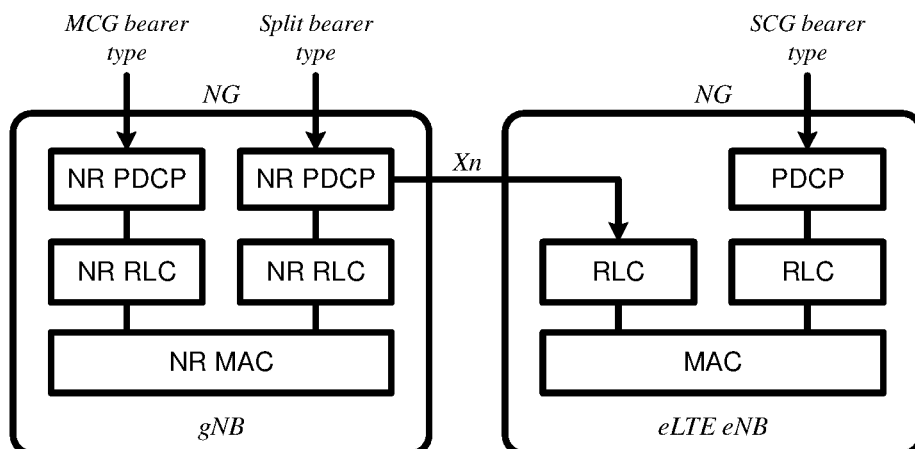 MCG bearer type
Split bearer type
SCG bearer type
NG
NG
NR PDCP
NR PDCP
Xn
PDCP
NR RLC
NR RLC
RLC
RLC
NR MAC
MAC
gNB
eLTE eNB